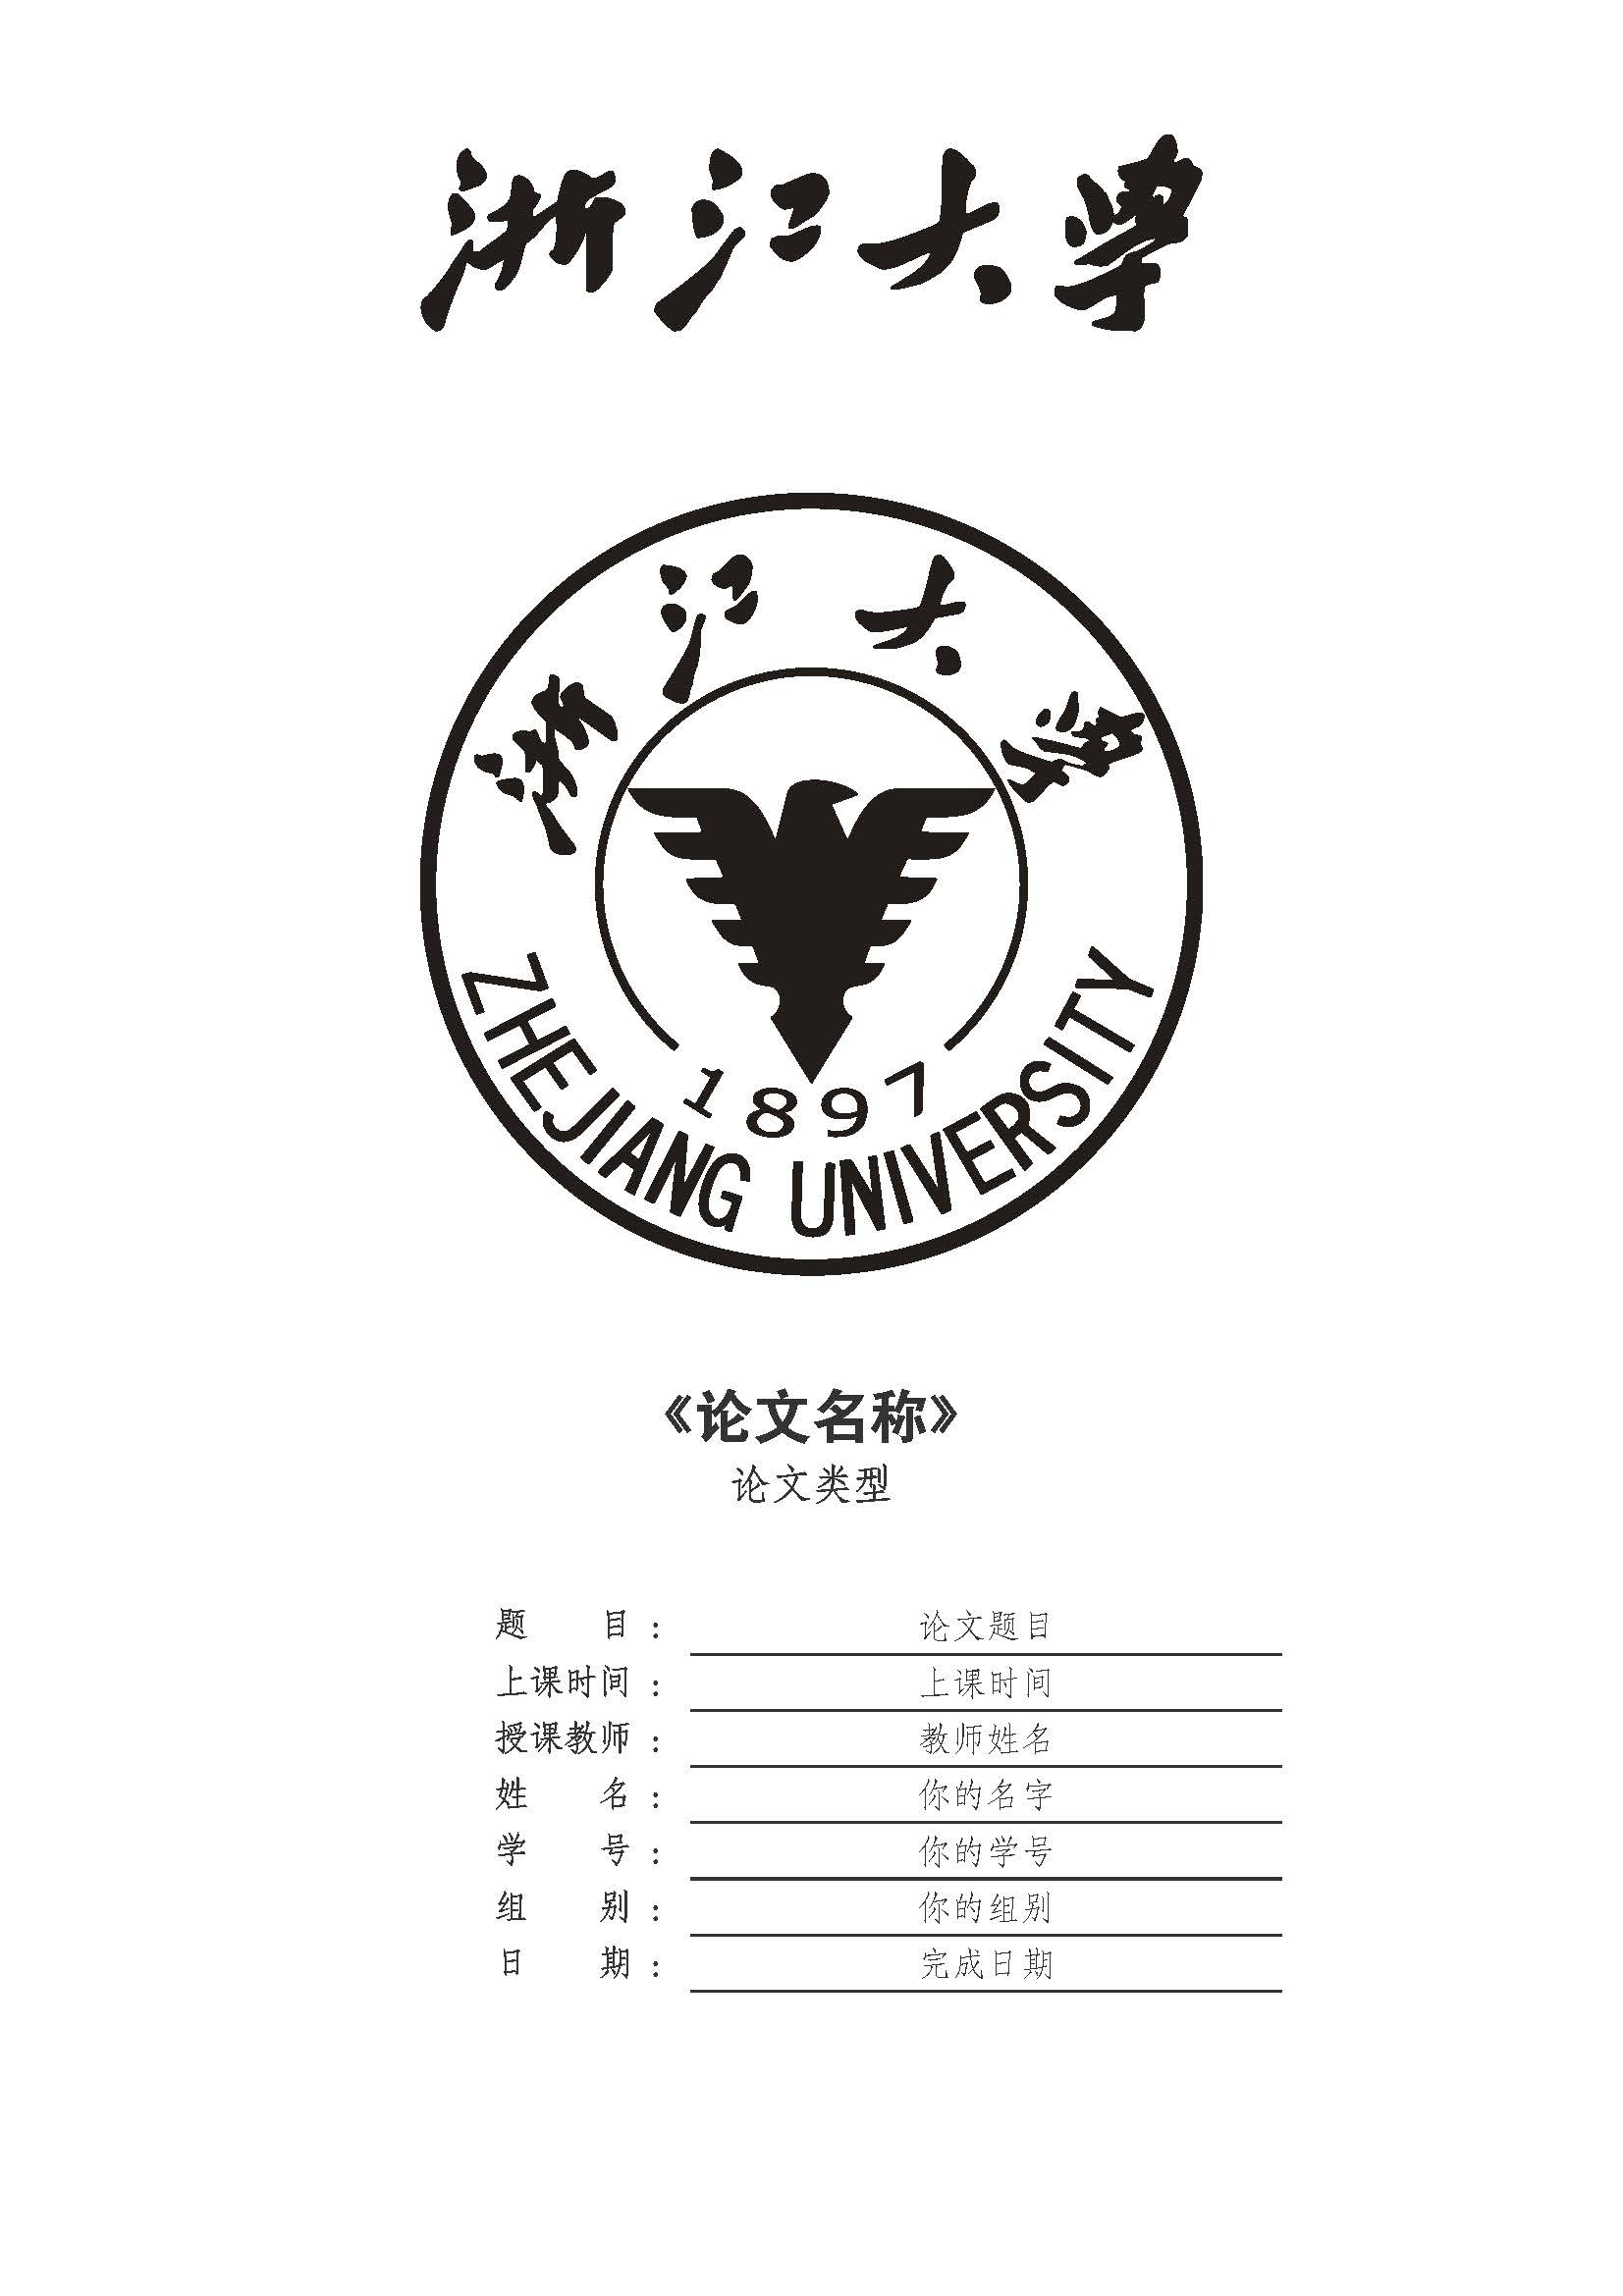 浙江大学
浙江大学
1897
ZHEJIANG UNIVERSITY
《论文名称》
论文类型
题 目 : 论文题目
上课时间 : 上课时间
授课教师 : 教师姓名
姓 名 : 你的名字
学 号 : 你的学号
组 别 : 你的组别
日 期 : 完成日期